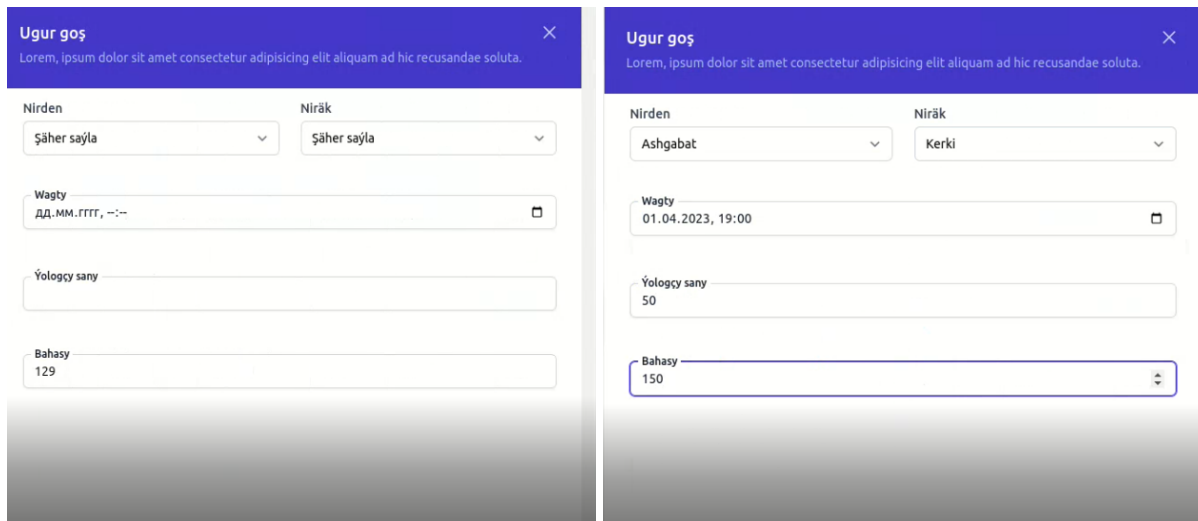 Ugur goş
Lorem, ipsum dolor sit amet consectetur adipisicing elit aliquam ad hic recusandae soluta.
Nirden
Niräk
Şäher saýla
Şäher saýla
Wagty
дд.мм.гггг, --:--
Ýologçy sany
Bahasy
129
Ugur goş
Lorem, ipsum dolor sit amet consectetur adipisicing elit aliquam ad hic recusandae soluta.
Nirden
Niräk
Ashgabat
Kerki
Wagty
01.04.2023, 19:00
Ýologçy sany
50
Bahasy
150